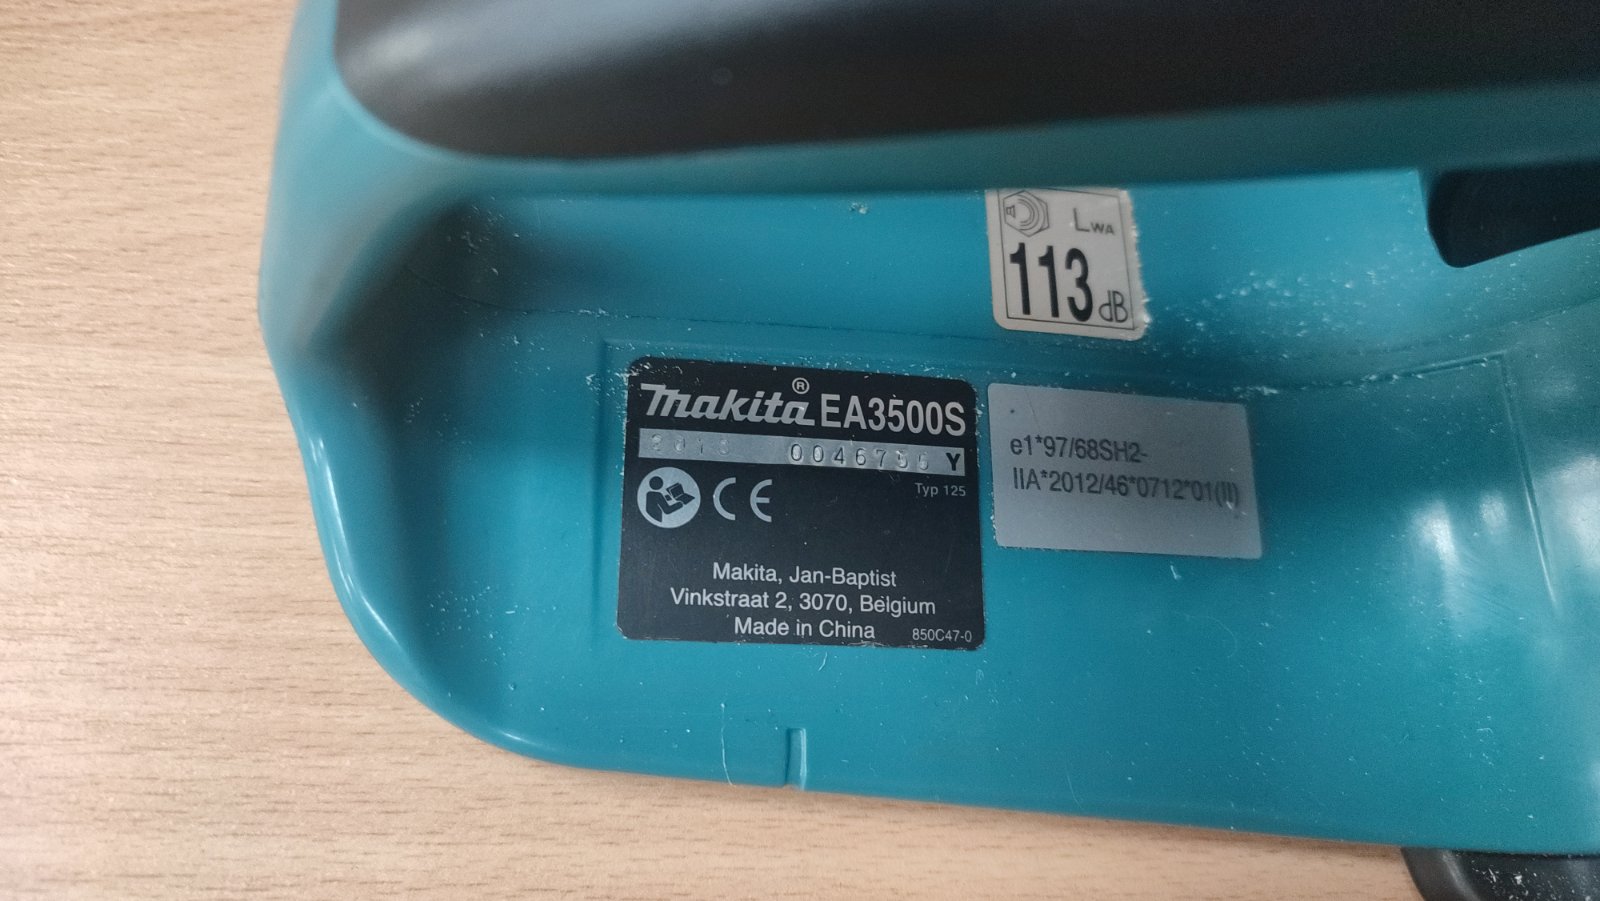 LWA
113 dB
makita® EA3500S
Y
Typ 125
CE
Makita, Jan-Baptist
Vinkstraat 2, 3070, Belgium
Made in China
850C47-0
e1*97/68SH2-
IIA*2012/46*0712*01(II)